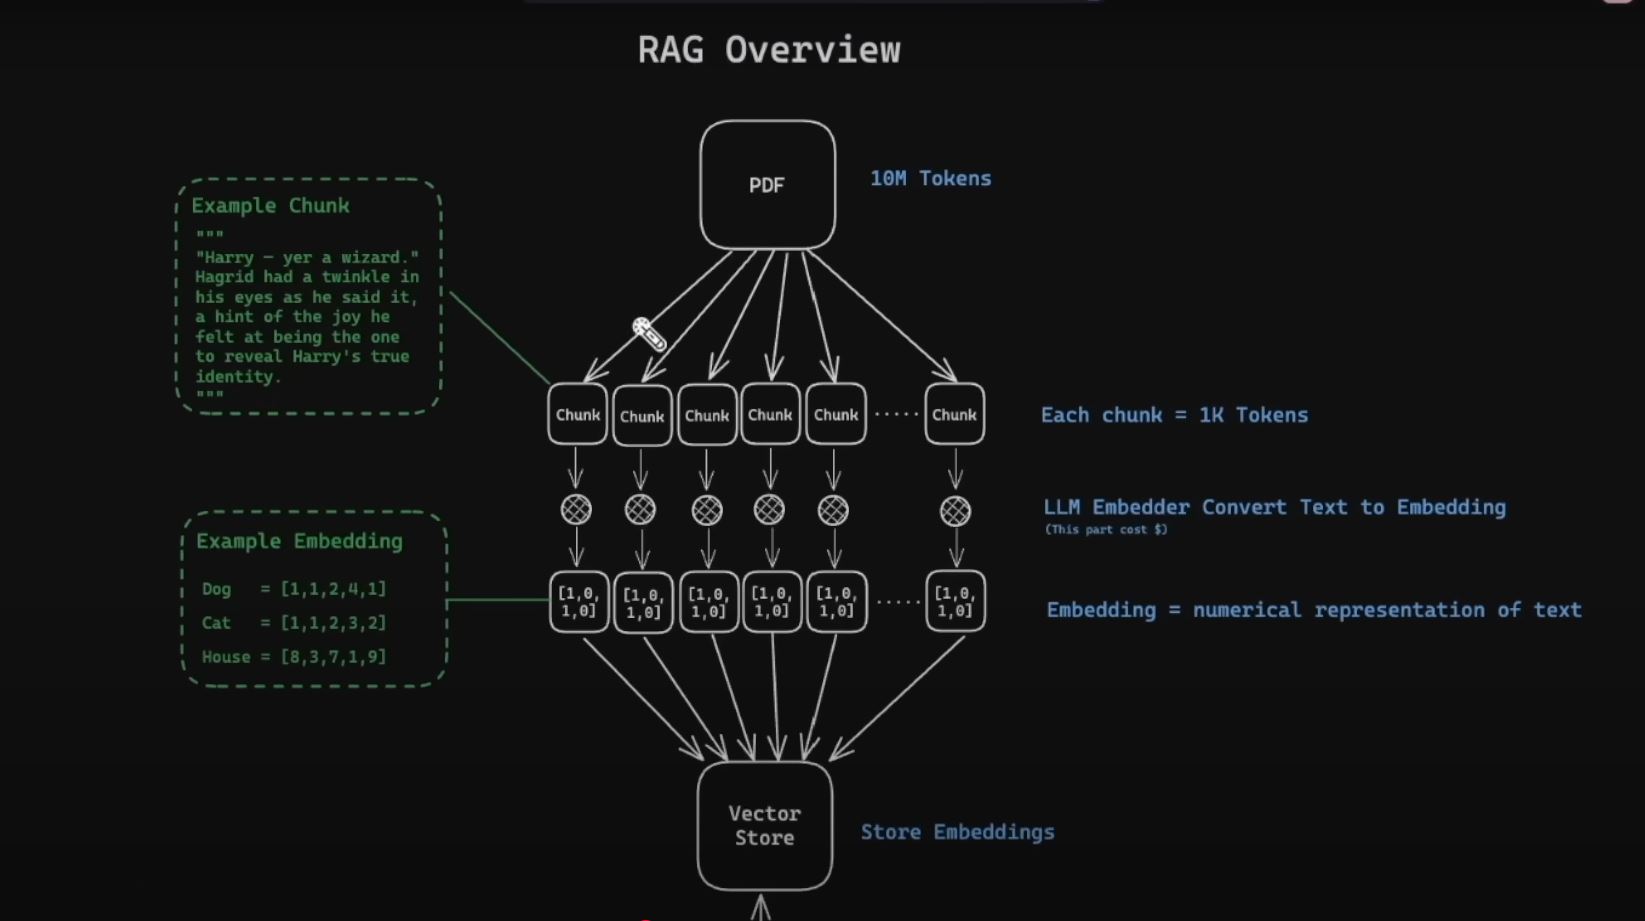 RAG Overview
PDF
10M Tokens
Example Chunk
"""
"Harry – yer a wizard."
Hagrid had a twinkle in
his eyes as he said it,
a hint of the joy he
felt at being the one
to reveal Harry's true
identity.
"""
Chunk Chunk Chunk Chunk Chunk ..... Chunk
Each chunk = 1K Tokens
LLM Embedder Convert Text to Embedding
(This part cost $)
Example Embedding
Dog = [1,1,2,4,1]
Cat = [1,1,2,3,2]
House = [8,3,7,1,9]
[1,0, [1,0, [1,0, [1,0, [1,0, ..... [1,0,
1,0] 1,0] 1,0] 1,0] 1,0] 1,0]
Embedding = numerical representation of text
Vector
Store
Store Embeddings